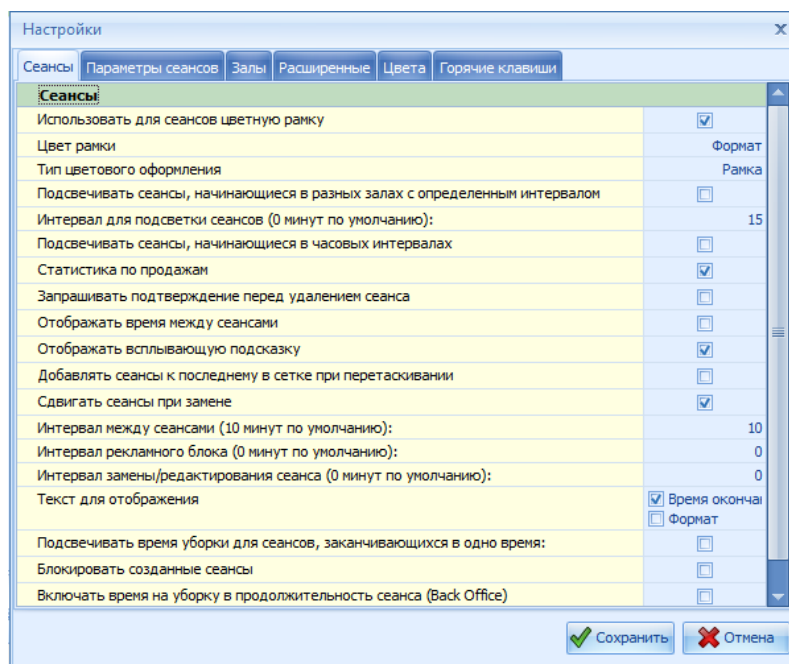 Настройки
Сеансы Параметры сеансов Залы Расширенные Цвета Горячие клавиши
Сеансы
Использовать для сеансов цветную рамку
Цвет рамки Формат
Тип цветового оформления Рамка
Подсвечивать сеансы, начинающиеся в разных залах с определенным интервалом
Интервал для подсветки сеансов (0 минут по умолчанию): 15
Подсвечивать сеансы, начинающиеся в часовых интервалах
Статистика по продажам
Запрашивать подтверждение перед удалением сеанса
Отображать время между сеансами
Отображать всплывающую подсказку
Добавлять сеансы к последнему в сетке при перетаскивании
Сдвигать сеансы при замене
Интервал между сеансами (10 минут по умолчанию): 10
Интервал рекламного блока (0 минут по умолчанию): 0
Интервал замены/редактирования сеанса (0 минут по умолчанию): 0
Текст для отображения Время окончаı
Формат
Подсвечивать время уборки для сеансов, заканчивающихся в одно время:
Блокировать созданные сеансы
Включать время на уборку в продолжительность сеанса (Back Office)
Сохранить Отмена